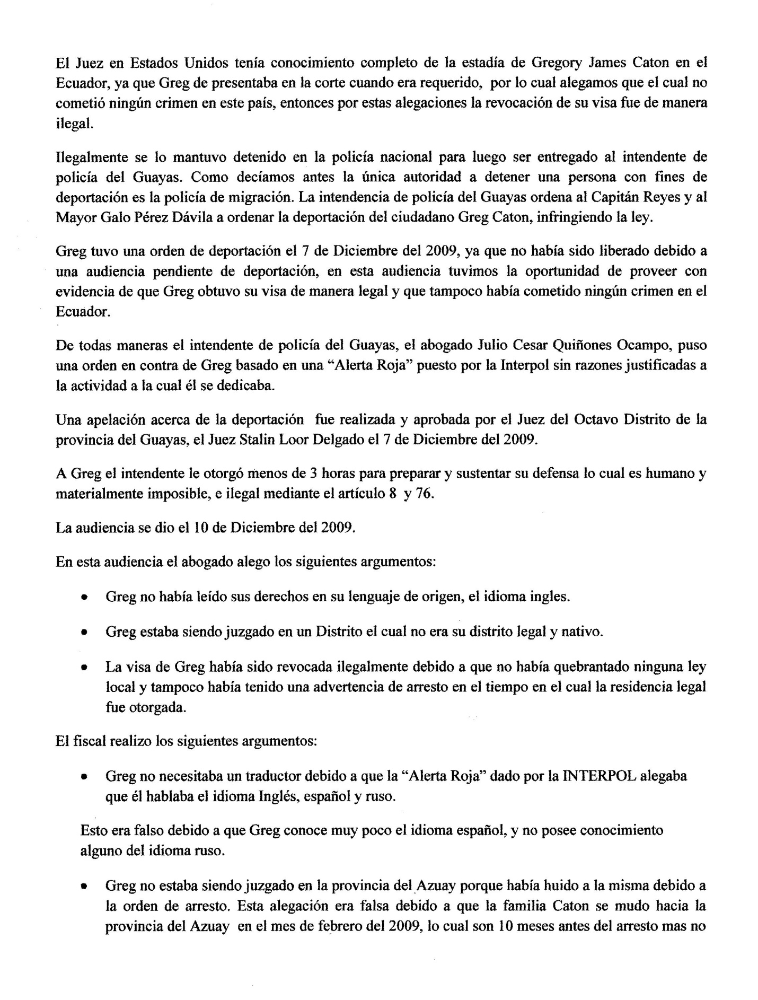 El Juez en Estados Unidos tenía conocimiento completo de la estadía de Gregory James Caton en el
Ecuador, ya que Greg de presentaba en la corte cuando era requerido, por lo cual alegamos que el cual no
cometió ningún crimen en este país, entonces por estas alegaciones la revocación de su visa fue de manera
ilegal.
Ilegalmente se lo mantuvo detenido en la policía nacional para luego ser entregado al intendente de
policía del Guayas. Como decíamos antes la única autoridad a detener una persona con fines de
deportación es la policía de migración. La intendencia de policía del Guayas ordena al Capitán Reyes y al
Mayor Galo Pérez Dávila a ordenar la deportación del ciudadano Greg Caton, infringiendo la ley.
Greg tuvo una orden de deportación el 7 de Diciembre del 2009, ya que no había sido liberado debido a
una audiencia pendiente de deportación, en esta audiencia tuvimos la oportunidad de proveer con
evidencia de que Greg obtuvo su visa de manera legal y que tampoco había cometido ningún crimen en el
Ecuador.
De todas maneras el intendente de policía del Guayas, el abogado Julio Cesar Quiñones Ocampo, puso
una orden en contra de Greg basado en una “Alerta Roja” puesto por la Interpol sin razones justificadas a
la actividad a la cual él se dedicaba.
Una apelación acerca de la deportación fue realizada y aprobada por el Juez del Octavo Distrito de la
provincia del Guayas, el Juez Stalin Loor Delgado el 7 de Diciembre del 2009.
A Greg el intendente le otorgó menos de 3 horas para preparar y sustentar su defensa lo cual es humano y
materialmente imposible, e ilegal mediante el artículo 8 y 76.
La audiencia se dio el 10 de Diciembre del 2009.
En esta audiencia el abogado alego los siguientes argumentos:
• Greg no había leído sus derechos en su lenguaje de origen, el idioma ingles.
• Greg estaba siendo juzgado en un Distrito el cual no era su distrito legal y nativo.
• La visa de Greg había sido revocada ilegalmente debido a que no había quebrantado ninguna ley
local y tampoco había tenido una advertencia de arresto en el tiempo en el cual la residencia legal
fue otorgada.
El fiscal realizo los siguientes argumentos:
• Greg no necesitaba un traductor debido a que la “Alerta Roja” dado por la INTERPOL alegaba
que él hablaba el idioma Inglés, español y ruso.
Esto era falso debido a que Greg conoce muy poco el idioma español, y no posee conocimiento
alguno del idioma ruso.
• Greg no estaba siendo juzgado en la provincia del Azuay porque había huido a la misma debido a
la orden de arresto. Esta alegación era falsa debido a que la familia Caton se mudo hacia la
provincia del Azuay en el mes de febrero del 2009, lo cual son 10 meses antes del arresto mas no